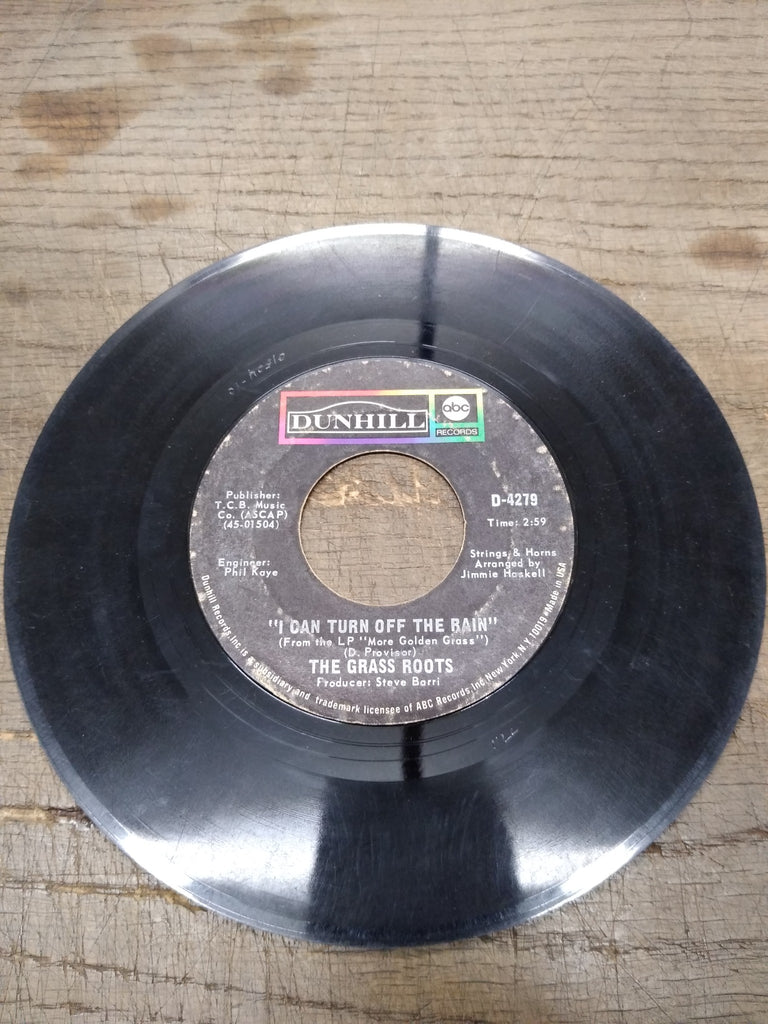 DUNHILL
abc
RECORDS
Publisher:
T.C.B. Music
Co. (ASCAP)
(45-01504)
Engineer:
Phil Kaye
D-4279
Time: 2:59
Strings & Horns
Arranged by
Jimmie Haskell
"I CAN TURN OFF THE RAIN"
(From the LP "More Golden Grass")
(D. Provisor)
THE GRASS ROOTS
Producer: Steve Barri
Dunhill Records, Inc. is a subsidiary and trademark licensee of ABC Records Inc. New York, N.Y. 10019 • Made in USA